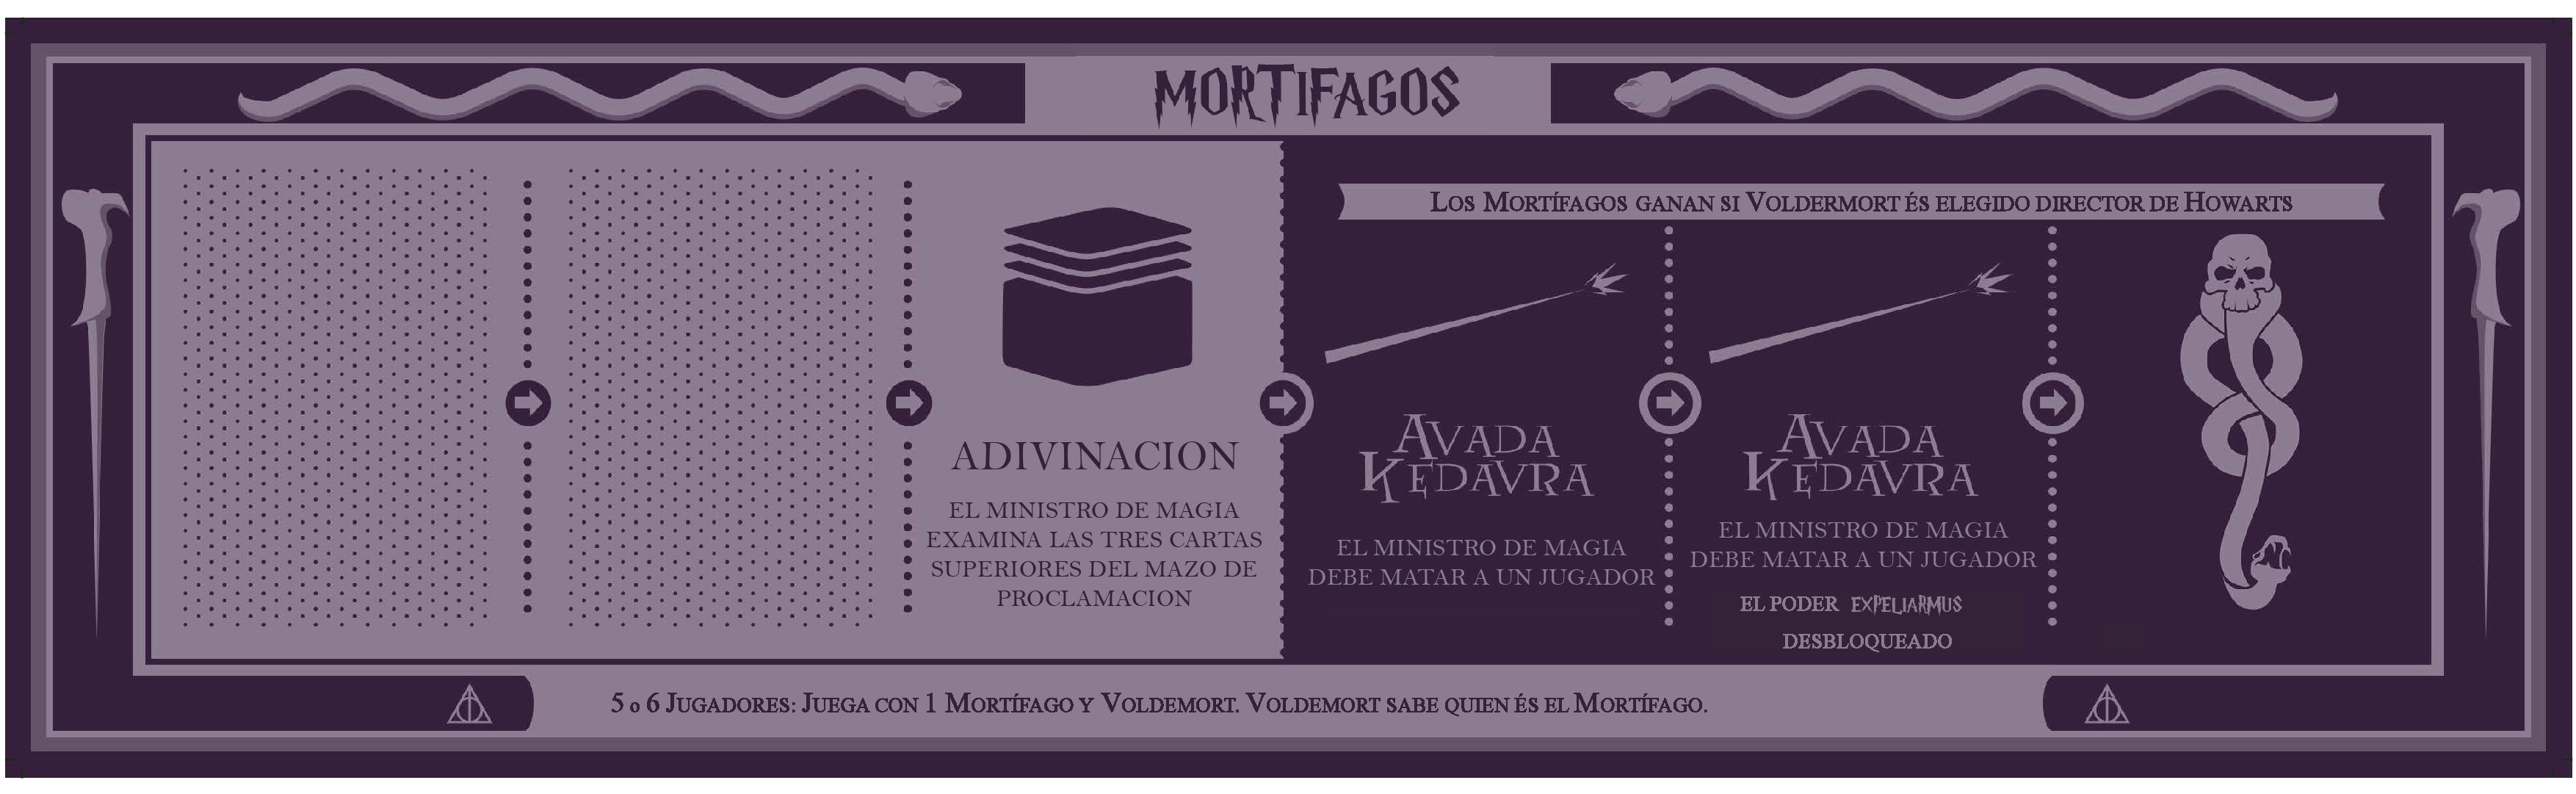 MORTIFAGOS
Los Mortífagos ganan si Voldermort és elegido director de Howarts
ADIVINACION
EL MINISTRO DE MAGIA
EXAMINA LAS TRES CARTAS
SUPERIORES DEL MAZO DE
PROCLAMACION
AVADA
KEDAVRA
EL MINISTRO DE MAGIA
DEBE MATAR A UN JUGADOR
AVADA
KEDAVRA
EL MINISTRO DE MAGIA
DEBE MATAR A UN JUGADOR
EL PODER EXPELIARMUS
DESBLOQUEADO
5 o 6 Jugadores: Juega con 1 Mortífago y Voldemort. Voldemort sabe quien és el Mortífago.